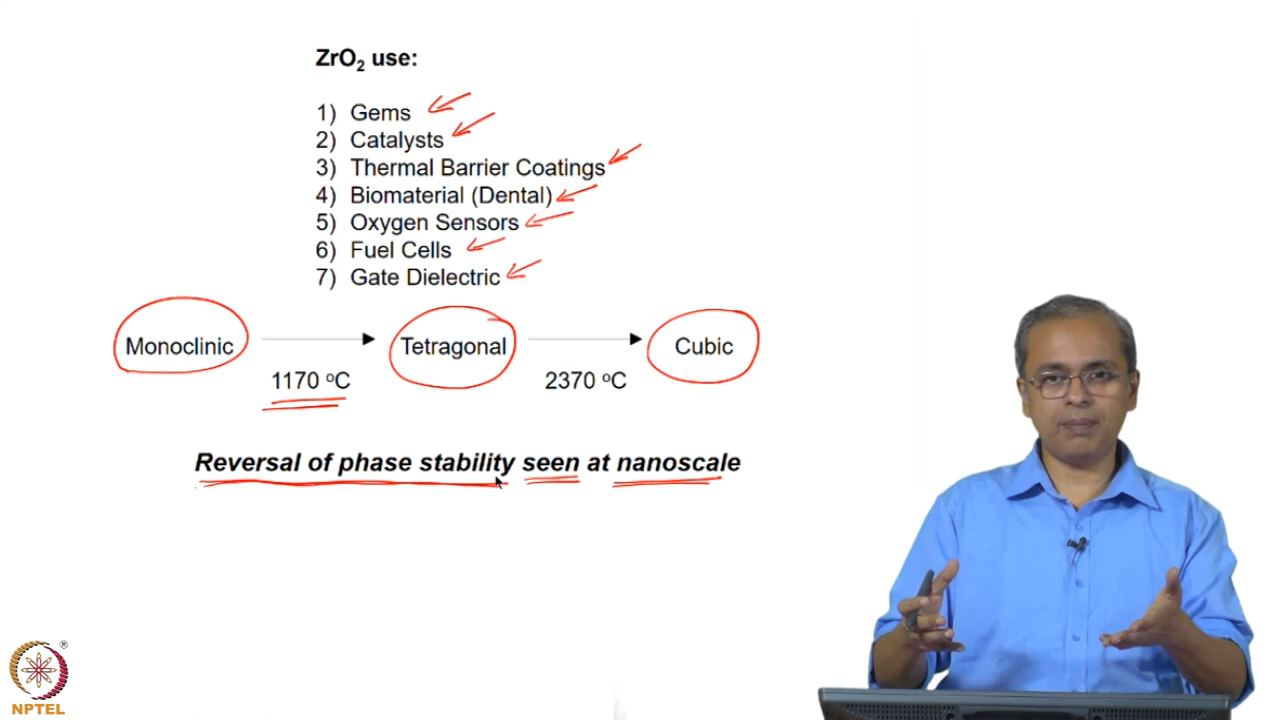 ZrO₂ use:
1) Gems
2) Catalysts
3) Thermal Barrier Coatings
4) Biomaterial (Dental)
5) Oxygen Sensors
6) Fuel Cells
7) Gate Dielectric
Monoclinic Tetragonal Cubic
1170 ºC 2370 ºC
Reversal of phase stability seen at nanoscale
®
NPTEL